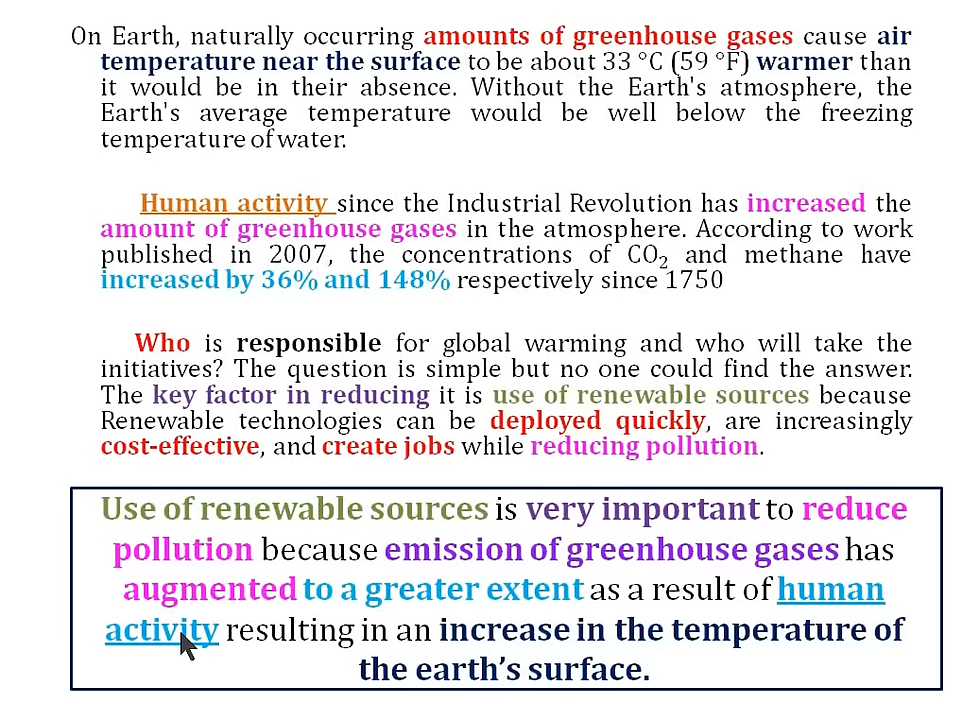 On Earth, naturally occurring amounts of greenhouse gases cause air
temperature near the surface to be about 33 °C (59 °F) warmer than
it would be in their absence. Without the Earth's atmosphere, the
Earth's average temperature would be well below the freezing
temperature of water.
Human activity since the Industrial Revolution has increased the
amount of greenhouse gases in the atmosphere. According to work
published in 2007, the concentrations of CO₂ and methane have
increased by 36% and 148% respectively since 1750
Who is responsible for global warming and who will take the
initiatives? The question is simple but no one could find the answer.
The key factor in reducing it is use of renewable sources because
Renewable technologies can be deployed quickly, are increasingly
cost-effective, and create jobs while reducing pollution.
Use of renewable sources is very important to reduce
pollution because emission of greenhouse gases has
augmented to a greater extent as a result of human
activity resulting in an increase in the temperature of
the earth’s surface.